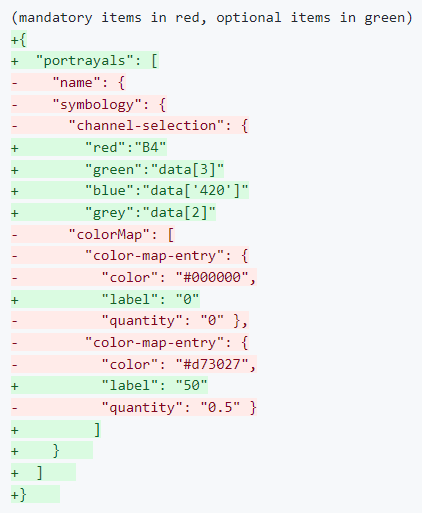 (mandatory items in red, optional items in green)
+{
+  "portrayals": [
-    "name": {
-    "symbology": {
-      "channel-selection": {
+        "red":"B4"
+        "green":"data[3]"
+        "blue":"data['420']"
+        "grey":"data[2]"
-      "colorMap": [
-        "color-map-entry": {
-          "color": "#000000",
+          "label": "0"
-          "quantity": "0" },
-        "color-map-entry": {
-          "color": "#d73027",
+          "label": "50"
-          "quantity": "0.5" }
+         ]
+    }
+  ]
+}